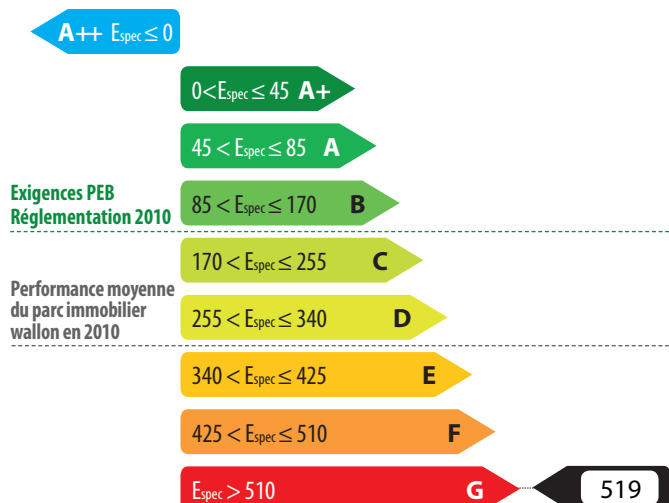 A++ Espec ≤ 0
0 < Espec ≤ 45 A+
45 < Espec ≤ 85 A
Exigences PEB
Réglementation 2010
85 < Espec ≤ 170 B
170 < Espec ≤ 255 C
Performance moyenne
du parc immobilier
wallon en 2010
255 < Espec ≤ 340 D
340 < Espec ≤ 425 E
425 < Espec ≤ 510 F
Espec > 510 G 519